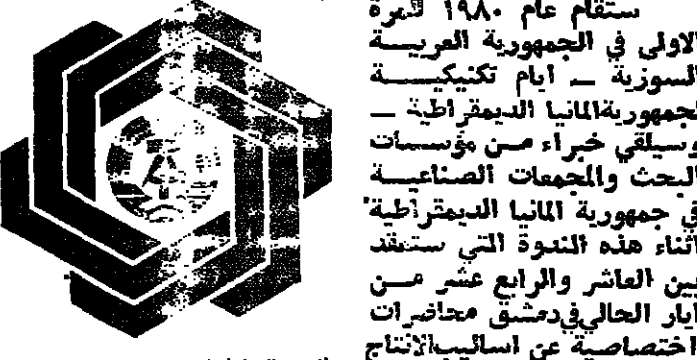 ستقام عام ١٩٨٠ للمرة
الاولى في الجمهورية العربية
السورية ــ ايام تكنيكية
لجمهورية المانيا الديمقراطية ــ
وسيلقي خبراء من مؤسسات
البحث والمجمعات الصناعية
في جمهورية المانيا الديمقراطية
اثناء هذه الندوة التي ستنعقد
بين العاشر والرابع عشر من
ايار الحالي في دمشق محاضرات
اختصاصية عن اساليب الانتاج